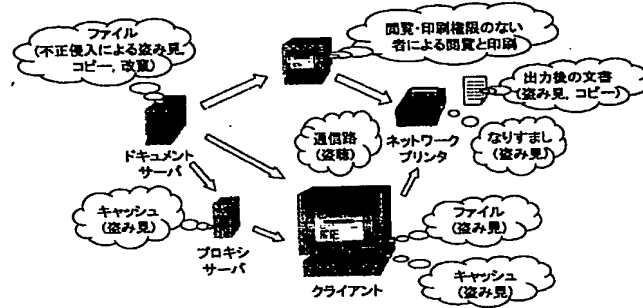 ファイル
(不正侵入による盗み見,
コピー, 改竄)
閲覧・印刷権限のない
者による閲覧と印刷
出力後の文書
(盗み見, コピー)
通信路
(盗聴)
ネットワーク
プリンタ
なりすまし
(盗み見)
ドキュメント
サーバ
キャッシュ
(盗み見)
プロキシ
サーバ
クライアント
ファイル
(盗み見)
キャッシュ
(盗み見)